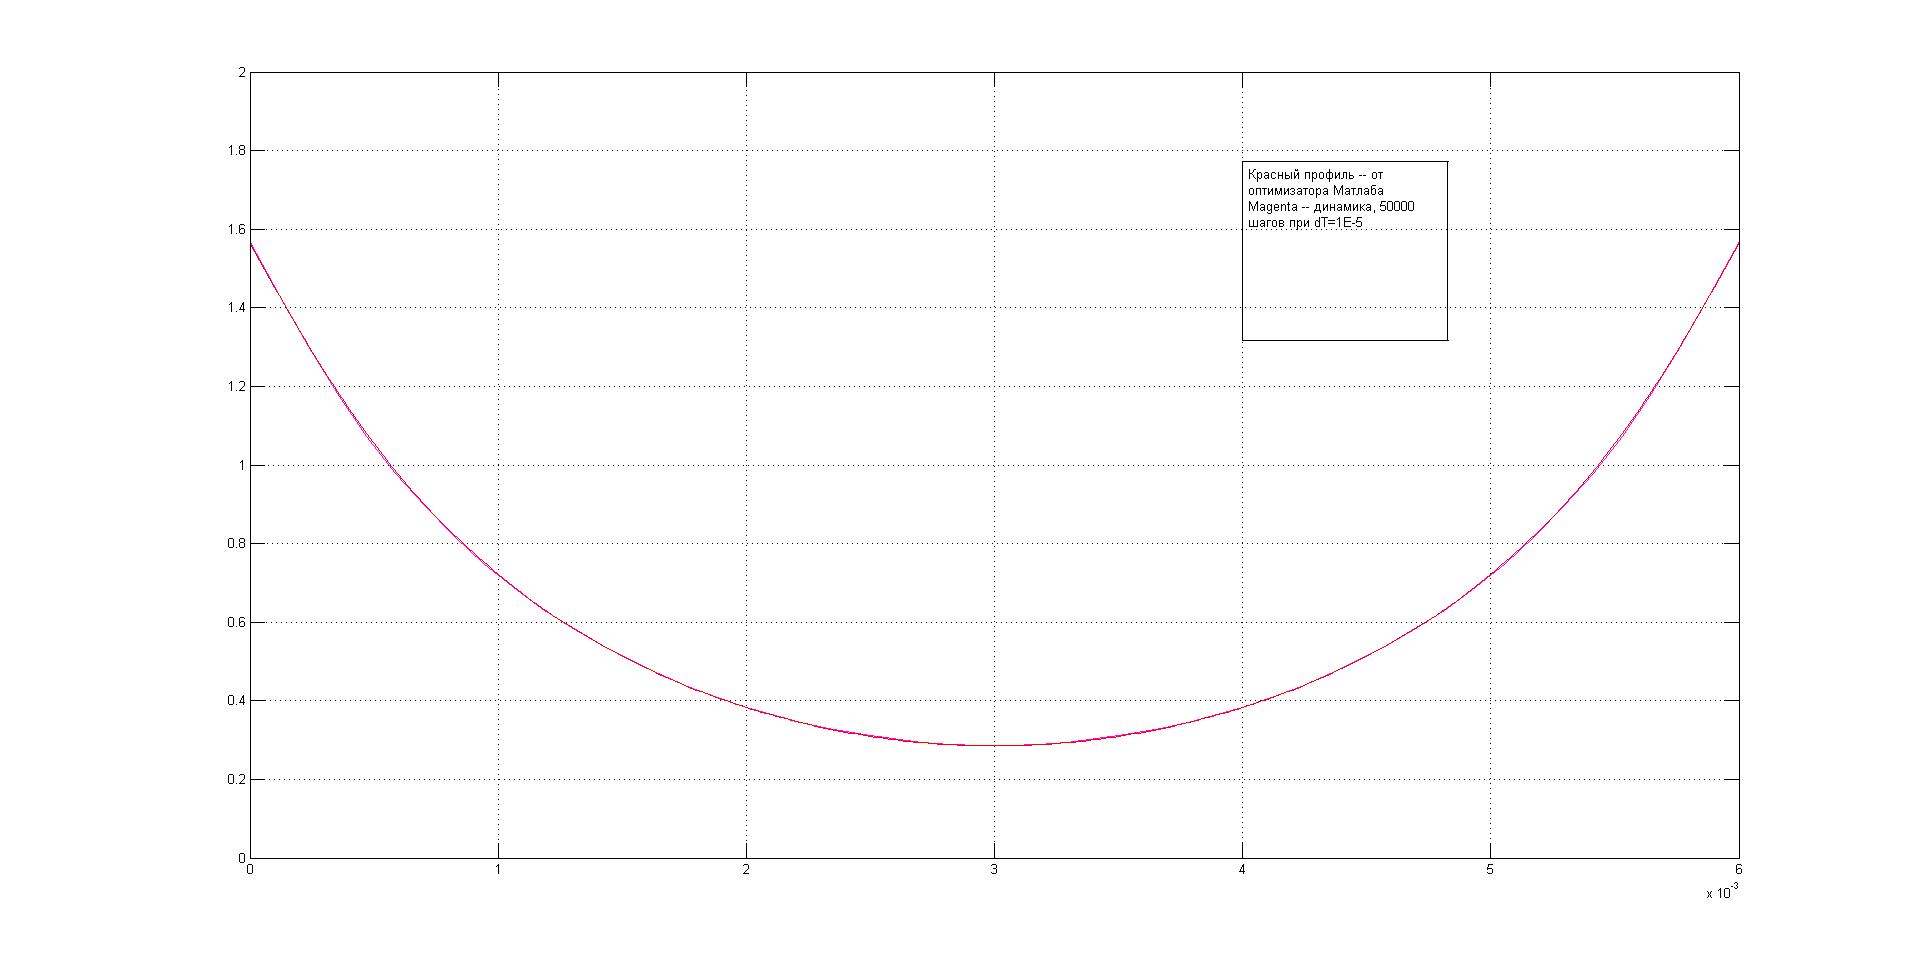 2
1.8
Красный профиль -- от
оптимизатора Матлаба
Magenta -- динамика, 50000
шагов при dT=1E-5
1.6
1.4
1.2
1
0.8
0.6
0.4
0.2
0
0 1 2 3 4 5 6
x 10^-3